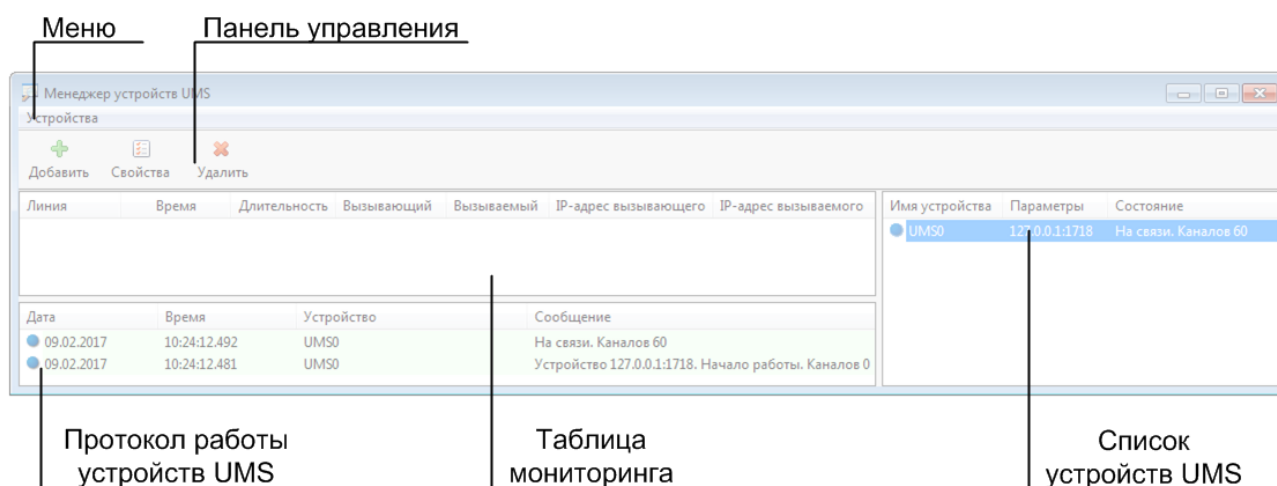 Меню Панель управления
Менеджер устройств UMS
Устройства
Добавить Свойства Удалить
Линия Время Длительность Вызывающий Вызываемый IP-адрес вызывающего IP-адрес вызываемого
Имя устройства Параметры Состояние
UMS0 127.0.0.1:1718 На связи. Каналов 60
Дата Время Устройство Сообщение
09.02.2017 10:24:12.492 UMS0 На связи. Каналов 60
09.02.2017 10:24:12.481 UMS0 Устройство 127.0.0.1:1718. Начало работы. Каналов 0
Протокол работы
устройств UMS
Таблица
мониторинга
Список
устройств UMS